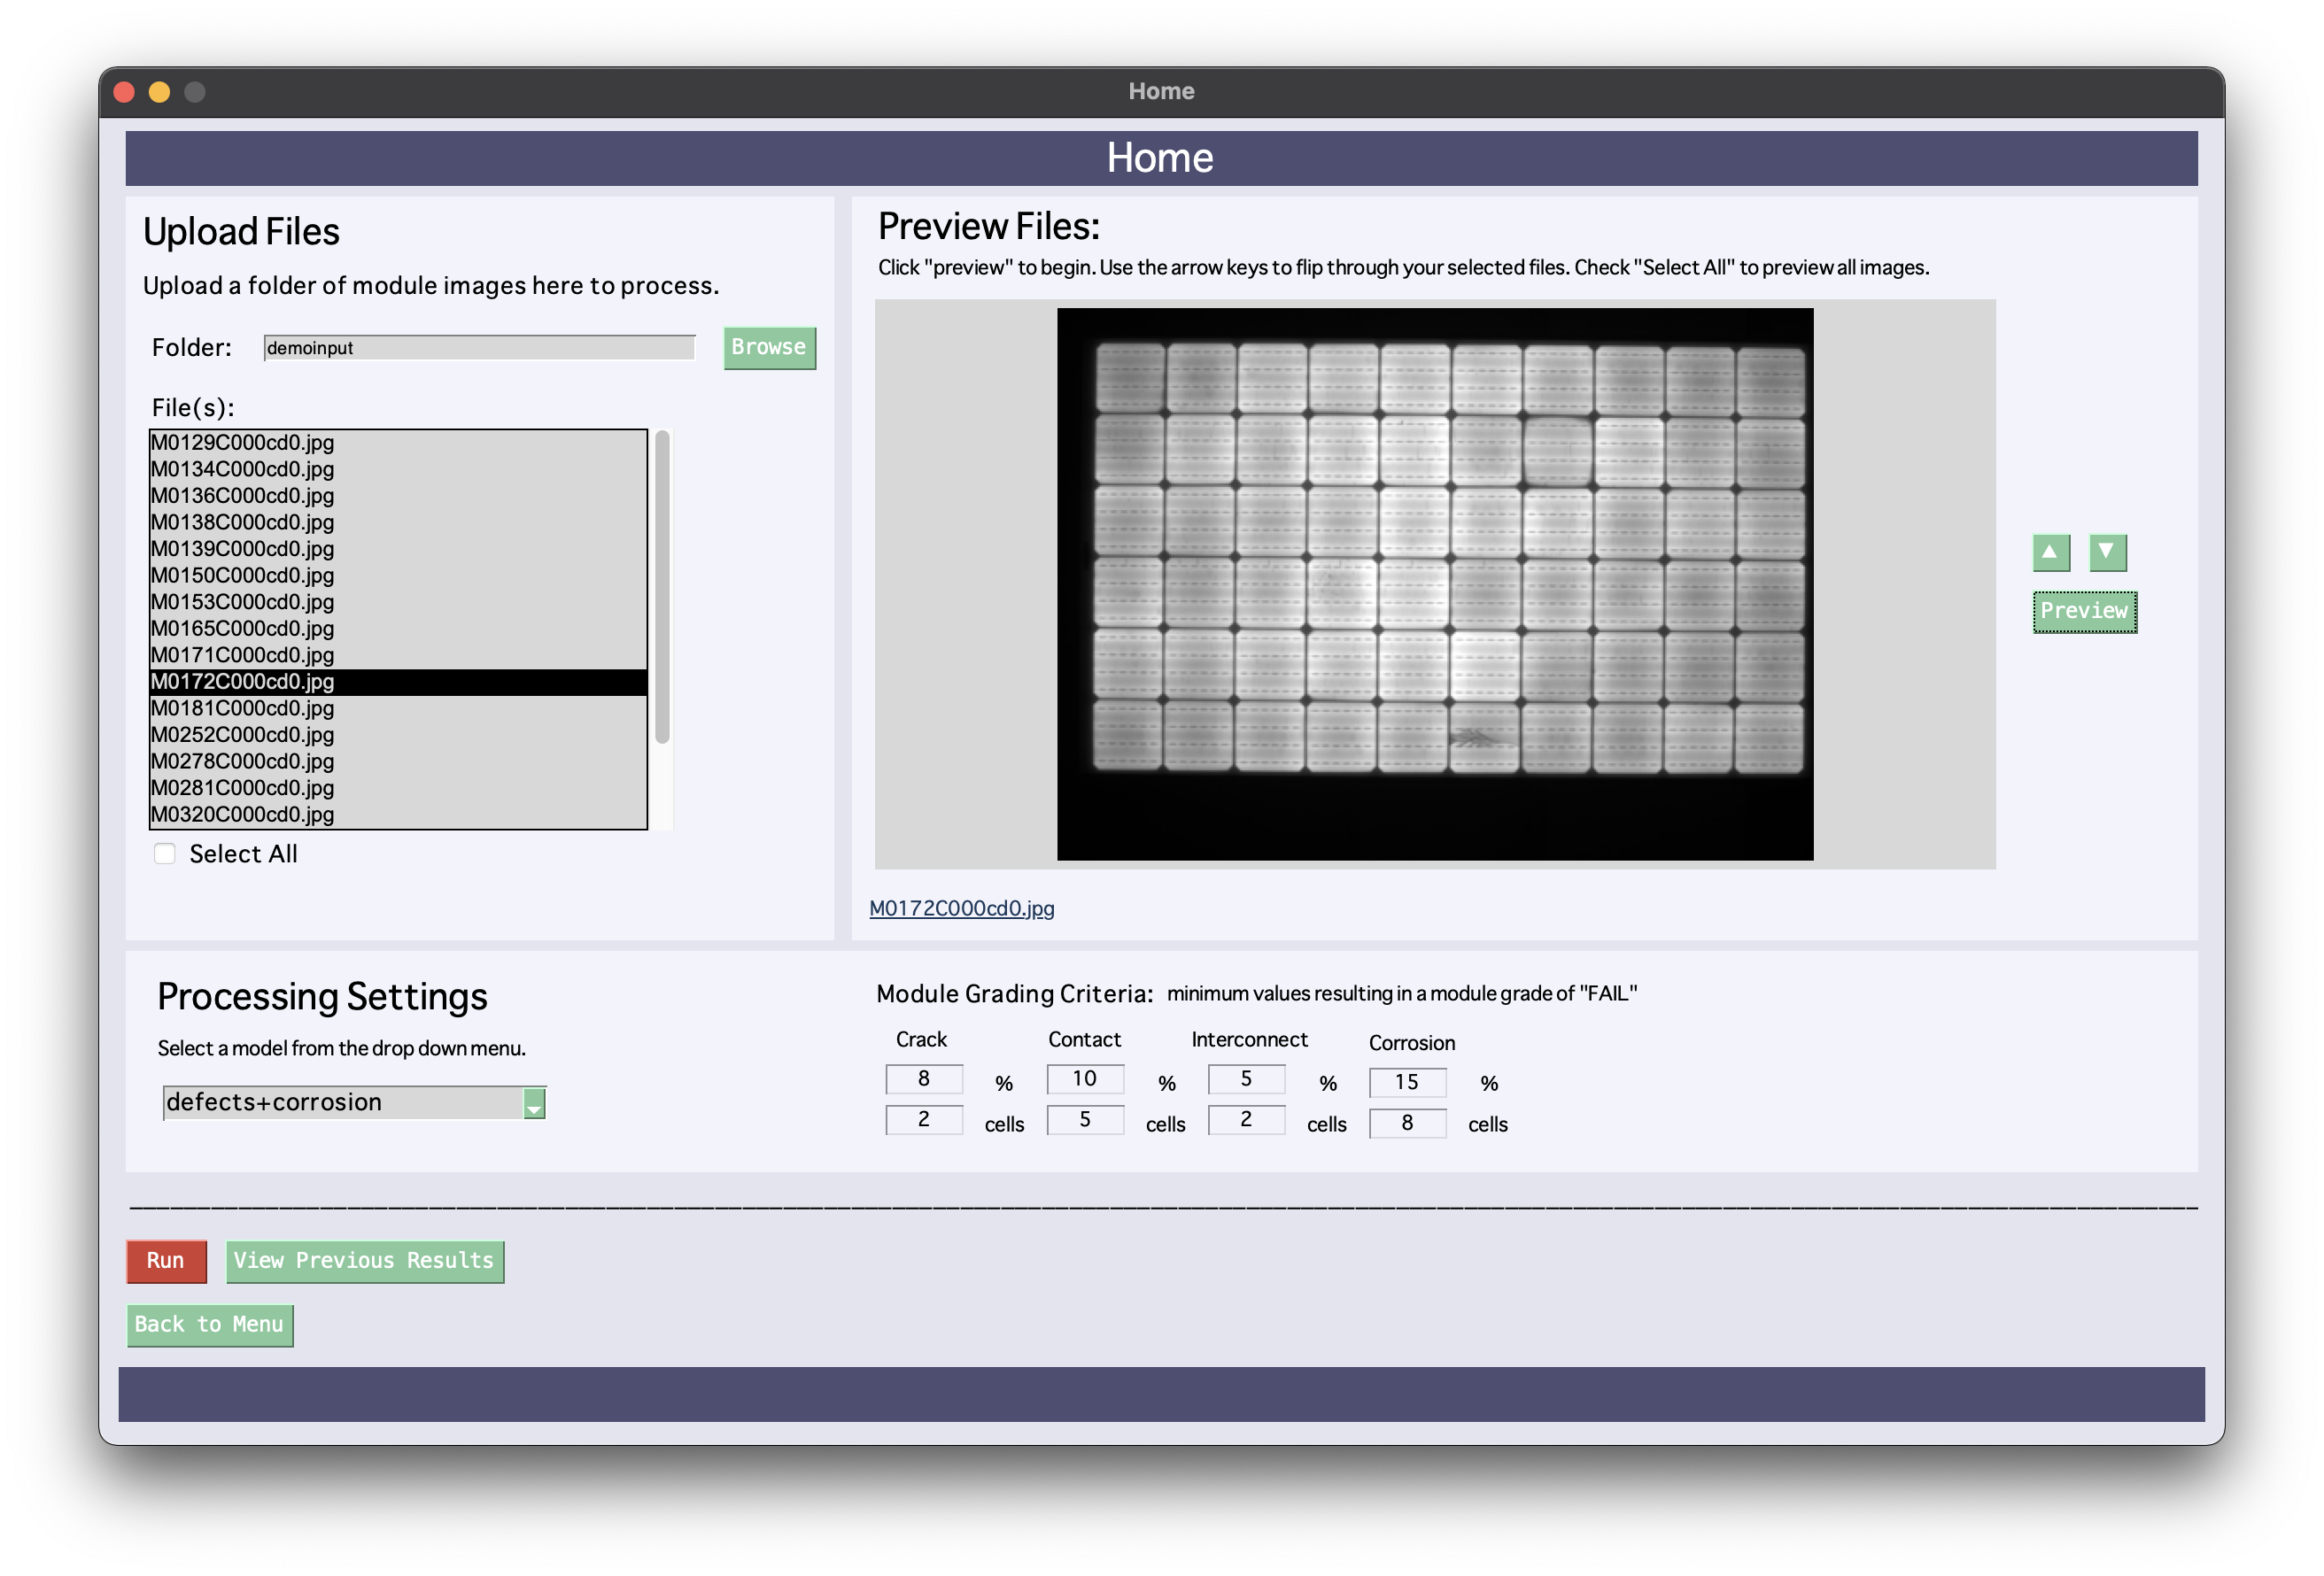 Home
Home
Upload Files
Upload a folder of module images here to process.
Folder:
demoinput
Browse
File(s):
M0129C000cd0.jpg
M0134C000cd0.jpg
M0136C000cd0.jpg
M0138C000cd0.jpg
M0139C000cd0.jpg
M0150C000cd0.jpg
M0153C000cd0.jpg
M0165C000cd0.jpg
M0171C000cd0.jpg
M0172C000cd0.jpg
M0181C000cd0.jpg
M0252C000cd0.jpg
M0278C000cd0.jpg
M0281C000cd0.jpg
M0320C000cd0.jpg
Select All
Preview Files:
Click "preview" to begin. Use the arrow keys to flip through your selected files. Check "Select All" to preview all images.
Preview
M0172C000cd0.jpg
Processing Settings
Select a model from the drop down menu.
defects+corrosion
Module Grading Criteria: minimum values resulting in a module grade of "FAIL"
Crack Contact Interconnect Corrosion
8 % 10 % 5 % 15 %
2 cells 5 cells 2 cells 8 cells
Run
View Previous Results
Back to Menu